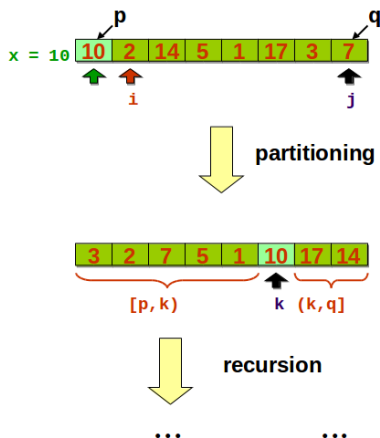 p q
x = 10 10 2 14 5 1 17 3 7
i j
partitioning
3 2 7 5 1 10 17 14
[p,k) k (k,q]
recursion
... ...